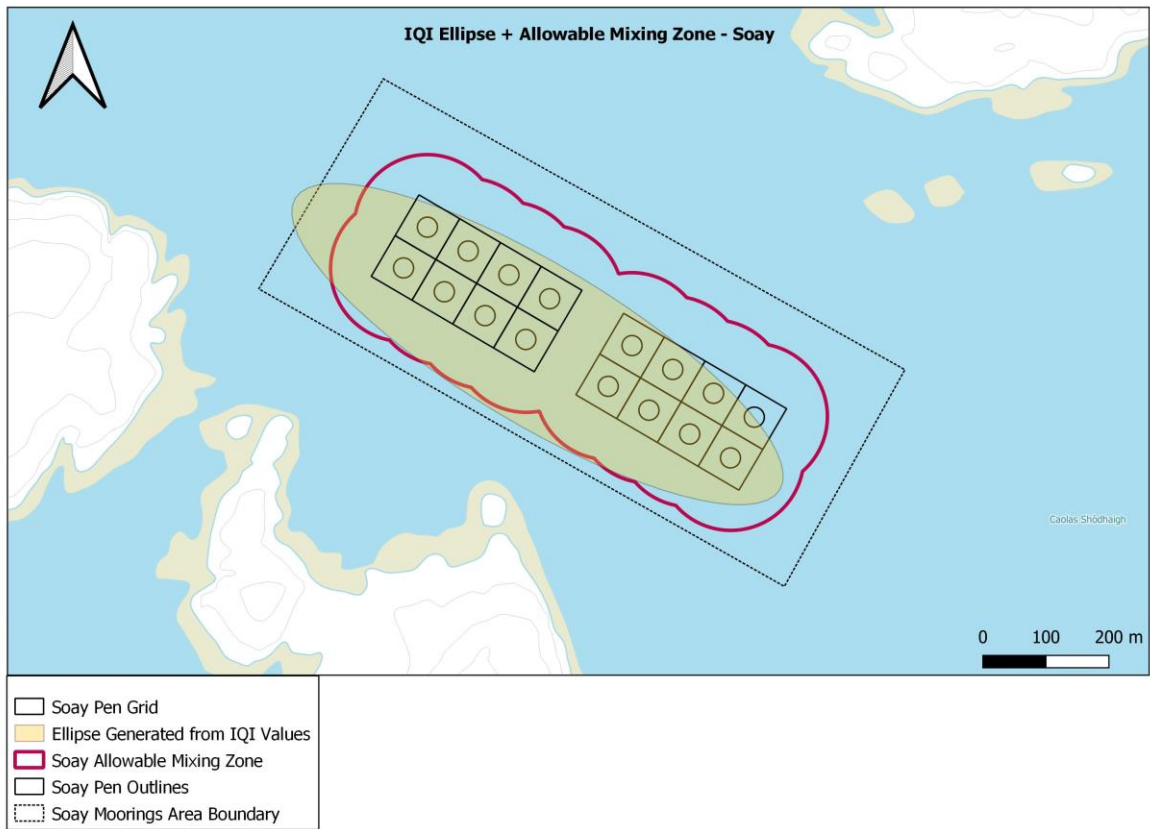 IQI Ellipse + Allowable Mixing Zone - Soay
Caolas Shòdhaigh
0 100 200 m
Soay Pen Grid
Ellipse Generated from IQI Values
Soay Allowable Mixing Zone
Soay Pen Outlines
Soay Moorings Area Boundary